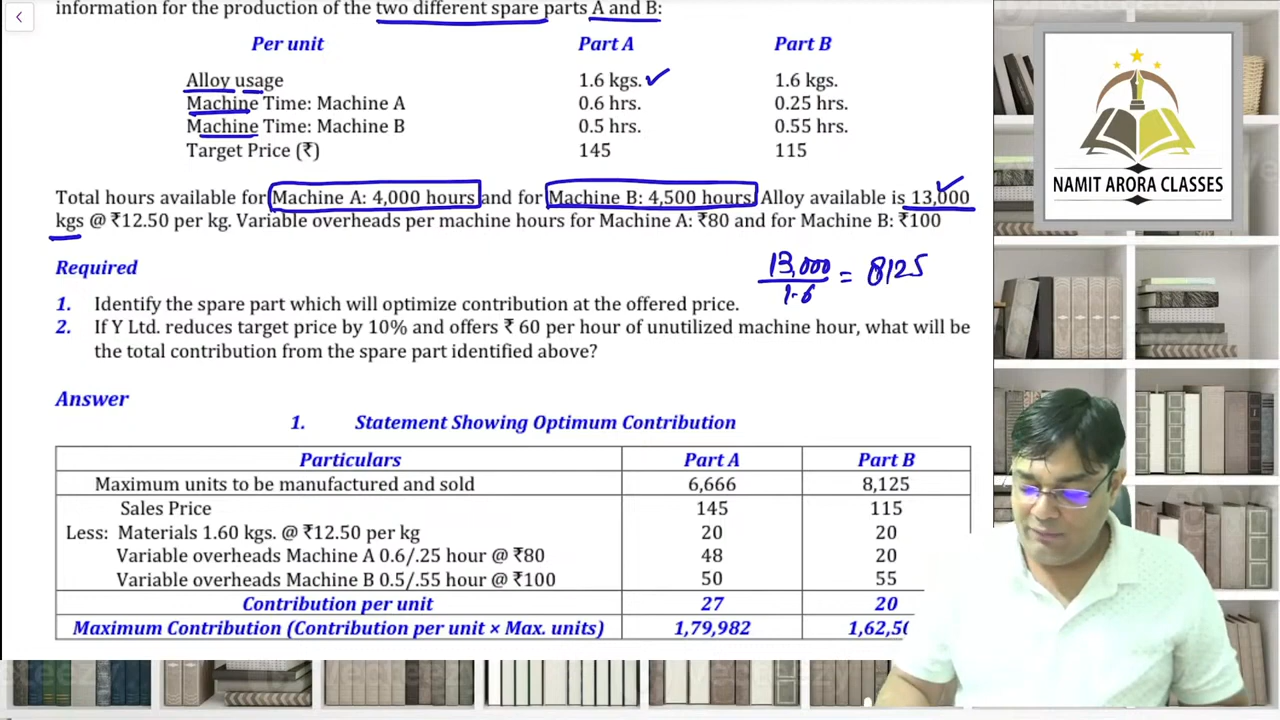 information for the production of the two different spare parts A and B:
Per unit Part A Part B
Alloy usage 1.6 kgs. 1.6 kgs.
Machine Time: Machine A 0.6 hrs. 0.25 hrs.
Machine Time: Machine B 0.5 hrs. 0.55 hrs.
Target Price (₹) 145 115
Total hours available for Machine A: 4,000 hours and for Machine B: 4,500 hours. Alloy available is 13,000
kgs @ ₹12.50 per kg. Variable overheads per machine hours for Machine A: ₹80 and for Machine B: ₹100
13,000 / 1.6 = 8125
Required
1. Identify the spare part which will optimize contribution at the offered price.
2. If Y Ltd. reduces target price by 10% and offers ₹ 60 per hour of unutilized machine hour, what will be
the total contribution from the spare part identified above?
Answer
1. Statement Showing Optimum Contribution
Particulars Part A Part B
Maximum units to be manufactured and sold 6,666 8,125
Sales Price 145 115
Less: Materials 1.60 kgs. @ ₹12.50 per kg 20 20
Variable overheads Machine A 0.6/.25 hour @ ₹80 48 20
Variable overheads Machine B 0.5/.55 hour @ ₹100 50 55
Contribution per unit 27 20
Maximum Contribution (Contribution per unit × Max. units) 1,79,982 1,62,50
NAMIT ARORA CLASSES